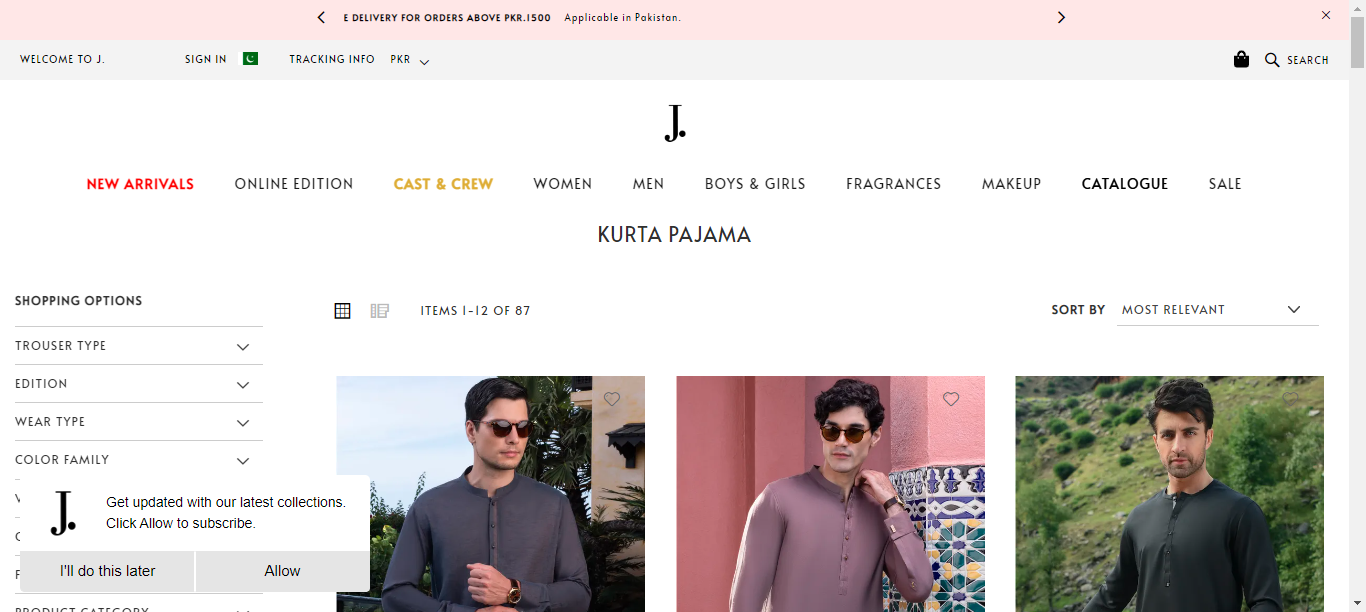 E DELIVERY FOR ORDERS ABOVE PKR.1500 Applicable in Pakistan.
WELCOME TO J. SIGN IN TRACKING INFO PKR SEARCH
J.
NEW ARRIVALS ONLINE EDITION CAST & CREW WOMEN MEN BOYS & GIRLS FRAGRANCES MAKEUP CATALOGUE SALE
KURTA PAJAMA
SHOPPING OPTIONS
ITEMS 1-12 OF 87 SORT BY MOST RELEVANT
TROUSER TYPE
EDITION
WEAR TYPE
COLOR FAMILY
J.
Get updated with our latest collections.
Click Allow to subscribe.
I'll do this later Allow
PRODUCT CATEGORY